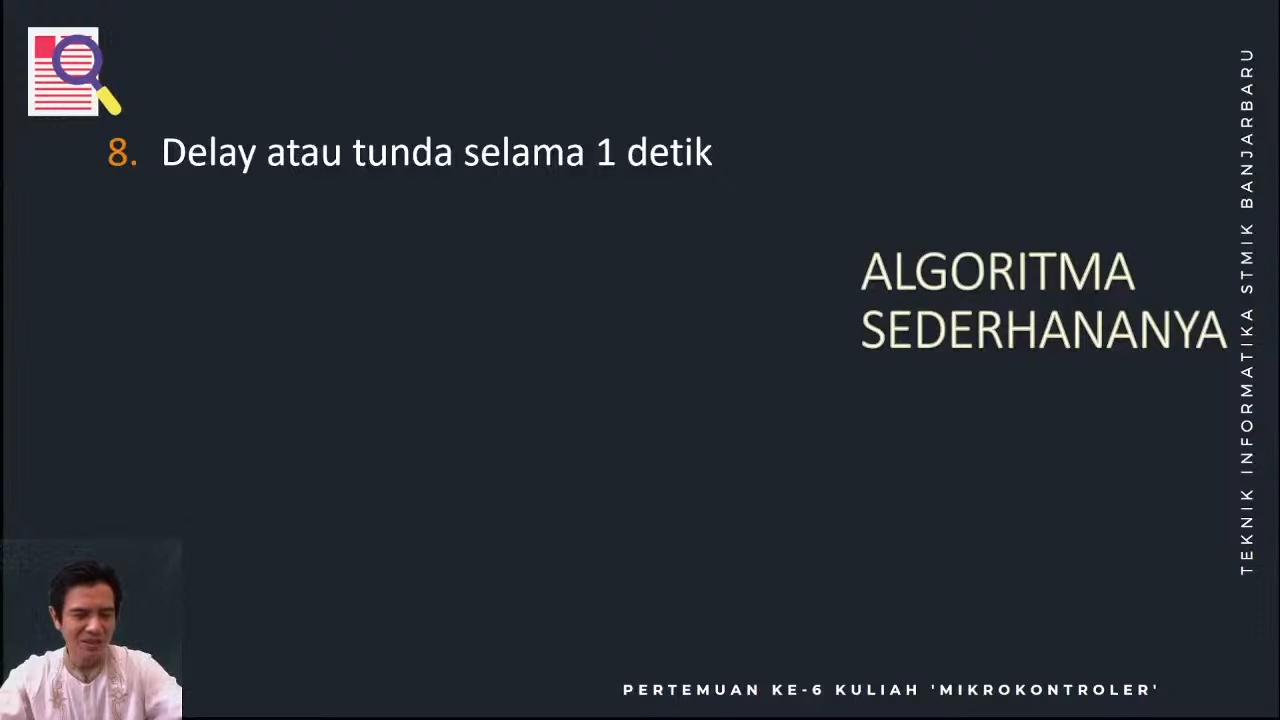 8. Delay atau tunda selama 1 detik
ALGORITMA
SEDERHANANYA
TEKNIK INFORMATIKA STMIK BANJARBARU
PERTEMUAN KE-6 KULIAH 'MIKROKONTROLER'